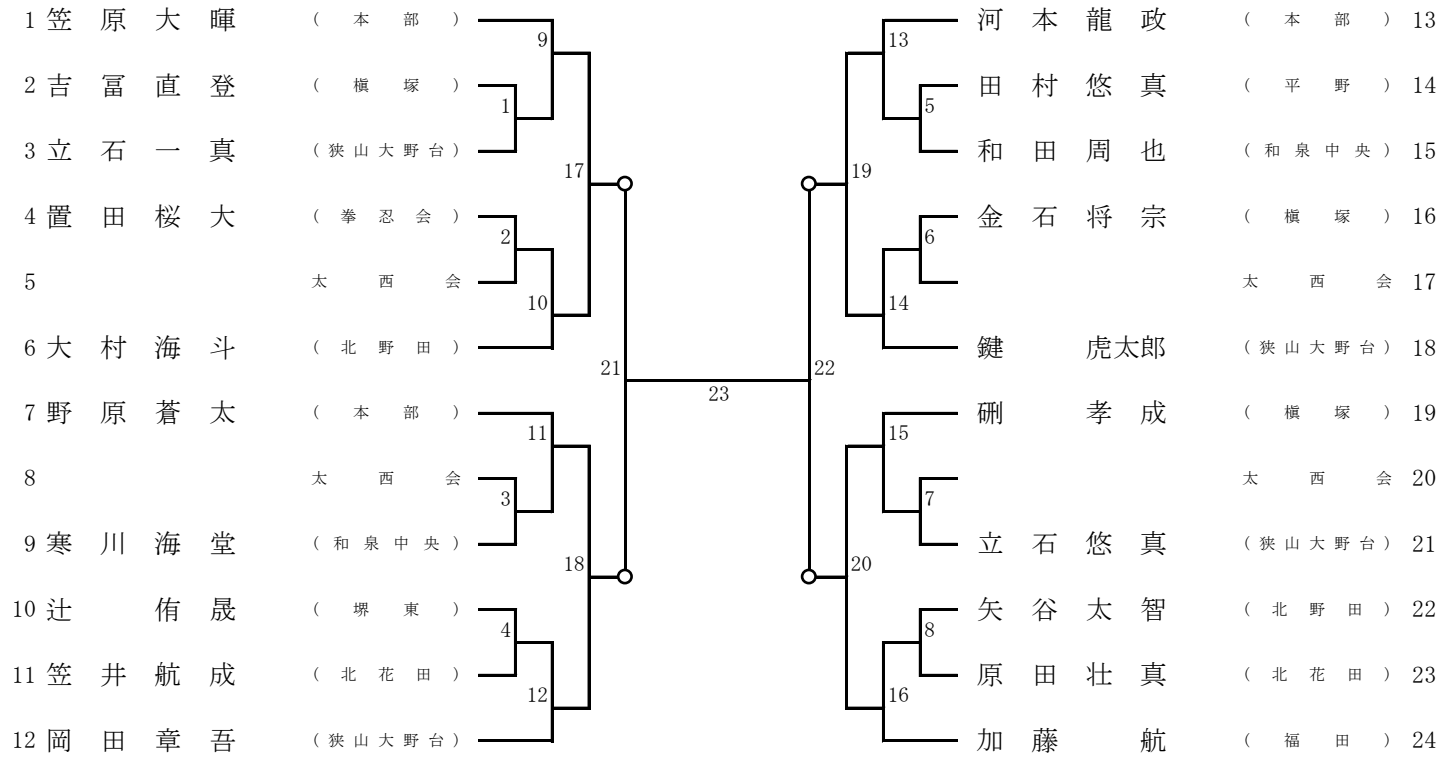 1 笠原大暉 (本部)
2 吉冨直登 (槇塚)
3 立石一真 (狭山大野台)
4 置田桜大 (拳忍会)
5 太西会
6 大村海斗 (北野田)
7 野原蒼太 (本部)
8 太西会
9 寒川海堂 (和泉中央)
10 辻 侑晟 (堺東)
11 笠井航成 (北花田)
12 岡田章吾 (狭山大野台)
9
1
17
2
10
21
11
3
18
4
12
23
13
5
19
6
14
22
15
7
20
8
16
河本龍政 (本部) 13
田村悠真 (平野) 14
和田周也 (和泉中央) 15
金石将宗 (槇塚) 16
太西会 17
鍵 虎太郎 (狭山大野台) 18
硎 孝成 (槇塚) 19
太西会 20
立石悠真 (狭山大野台) 21
矢谷太智 (北野田) 22
原田壮真 (北花田) 23
加藤 航 (福田) 24